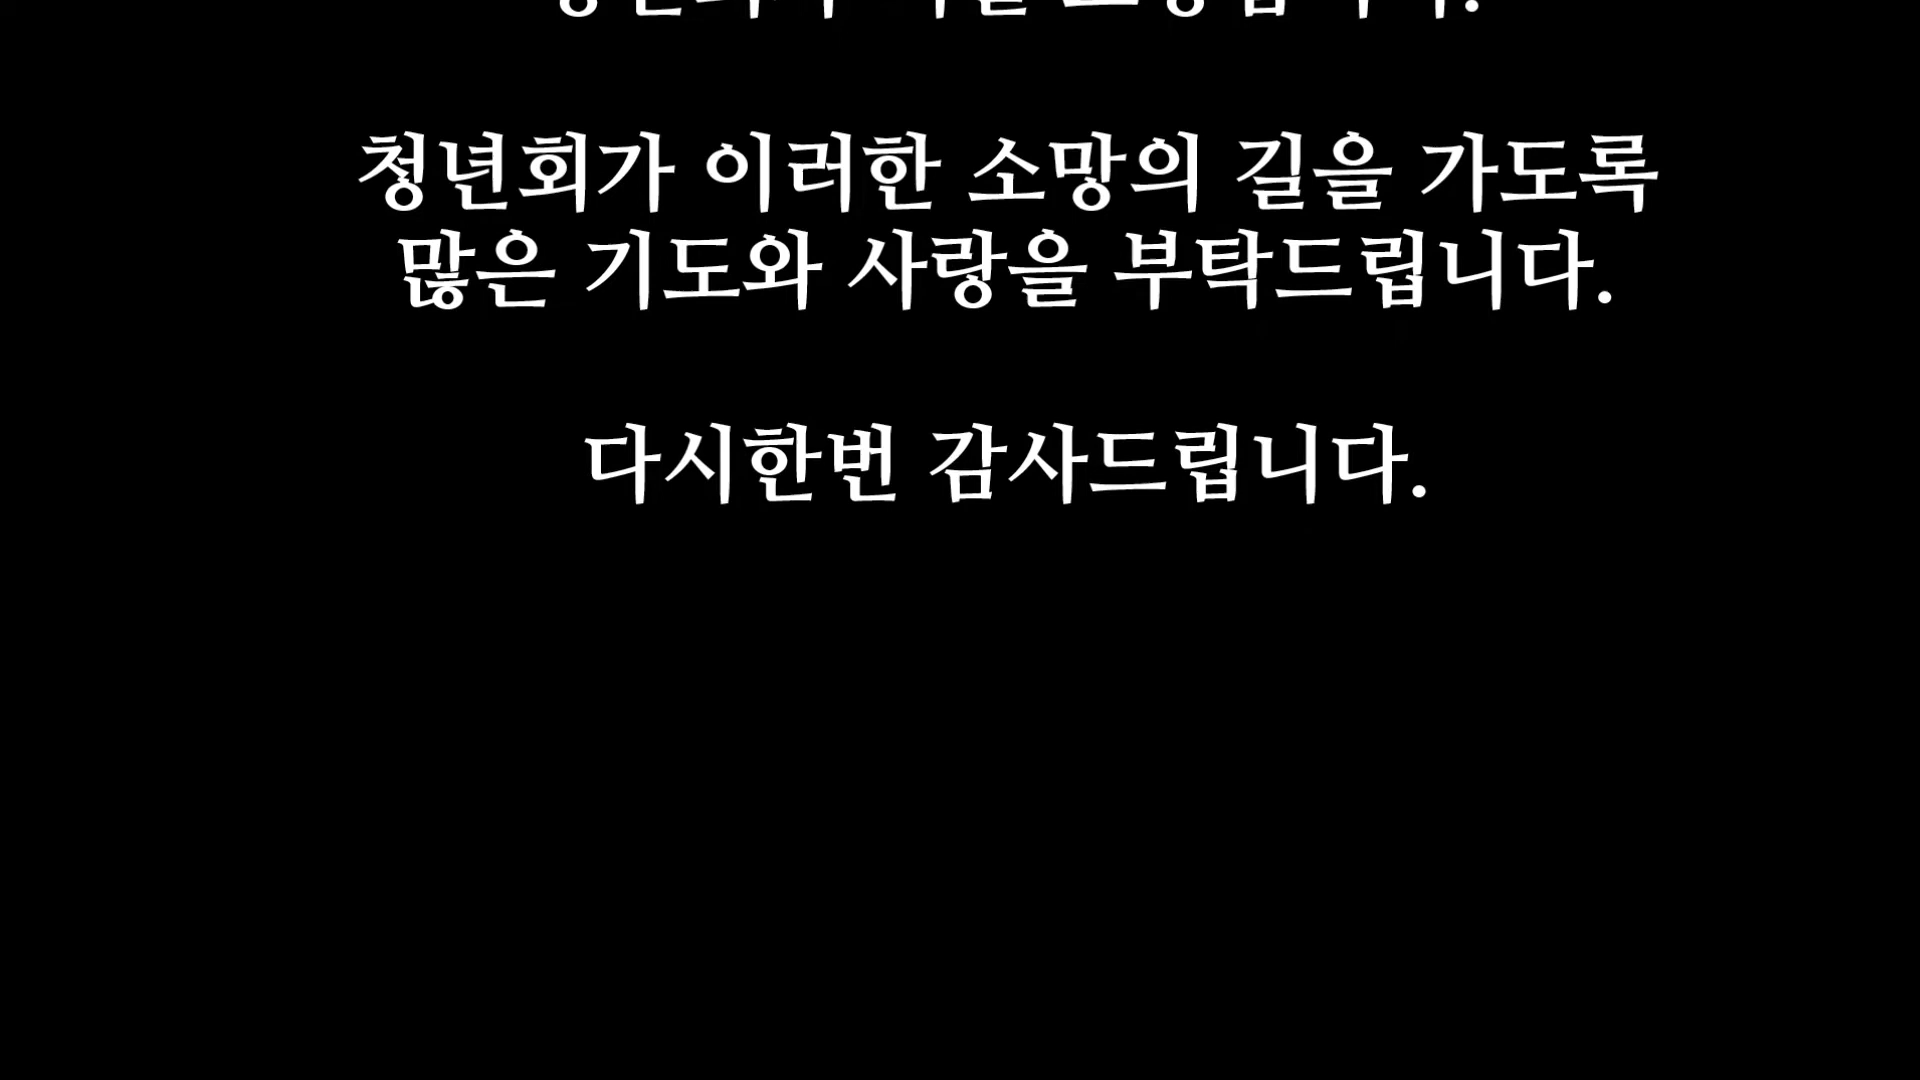 청년회가 이러한 소망의 길을 가도록
많은 기도와 사랑을 부탁드립니다.
다시한번 감사드립니다.